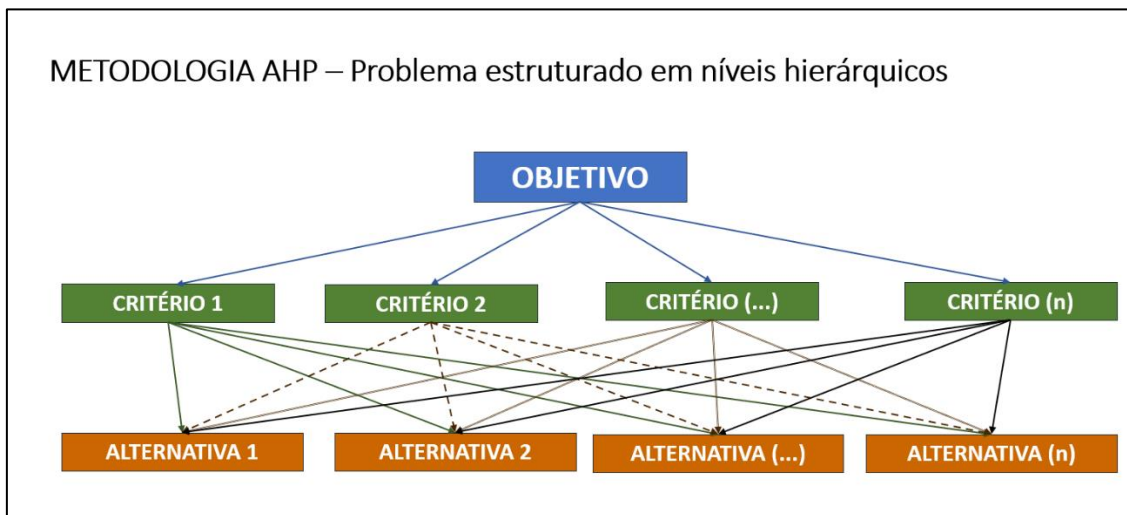 METODOLOGIA AHP – Problema estruturado em níveis hierárquicos
OBJETIVO
CRITÉRIO 1
CRITÉRIO 2
CRITÉRIO (...)
CRITÉRIO (n)
ALTERNATIVA 1
ALTERNATIVA 2
ALTERNATIVA (...)
ALTERNATIVA (n)